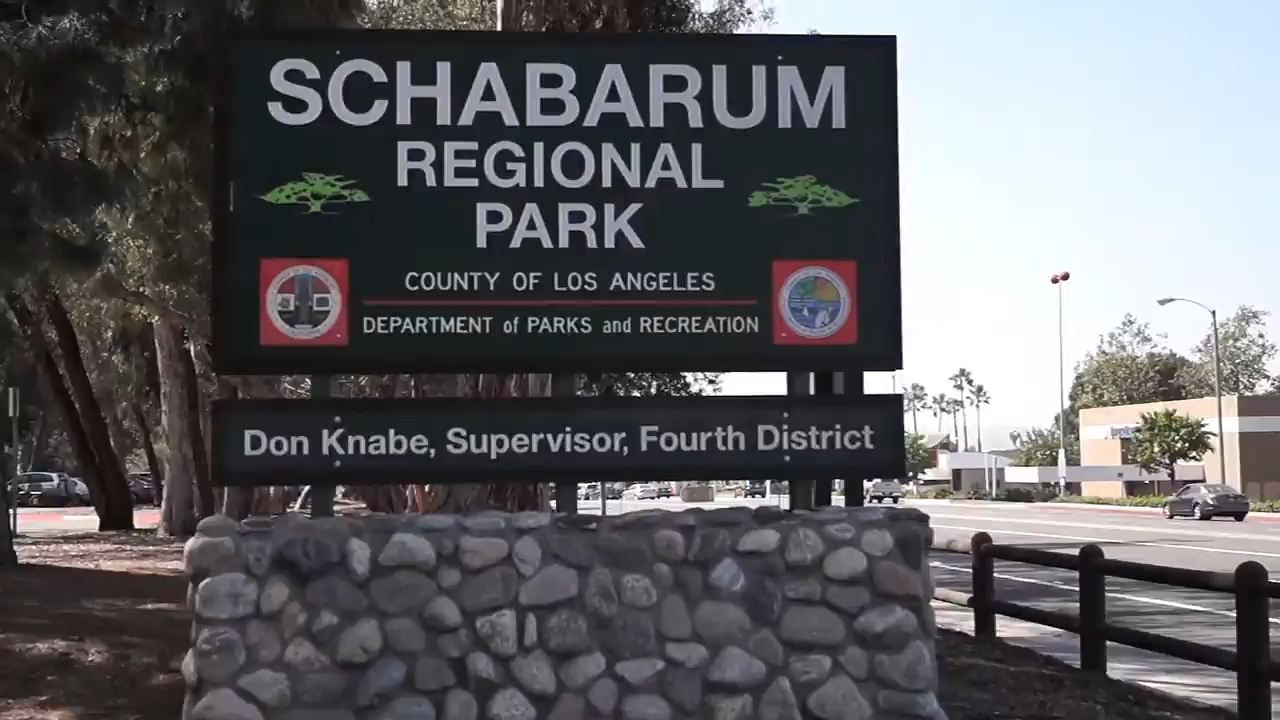 SCHABARUM
REGIONAL
PARK
COUNTY OF LOS ANGELES
DEPARTMENT of PARKS and RECREATION
Don Knabe, Supervisor, Fourth District